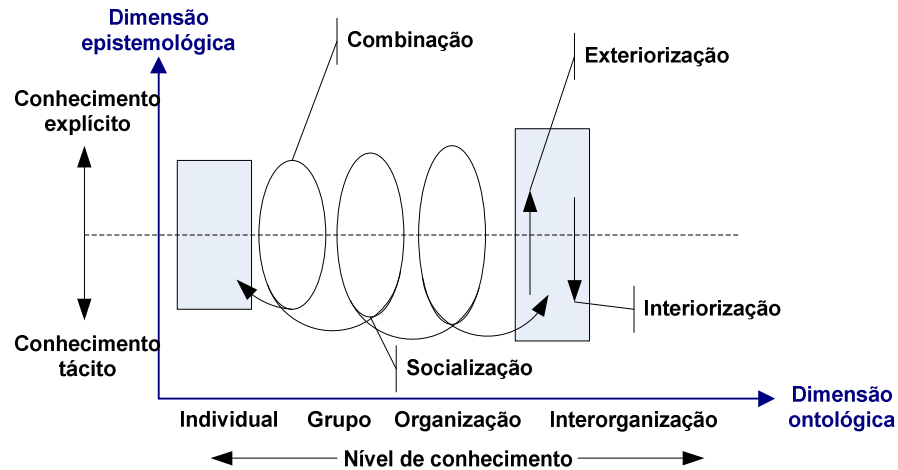 Dimensão
epistemológica
Combinação
Exteriorização
Conhecimento
explícito
Interiorização
Conhecimento
tácito
Socialização
Dimensão
ontológica
Individual
Grupo
Organização
Interorganização
Nível de conhecimento